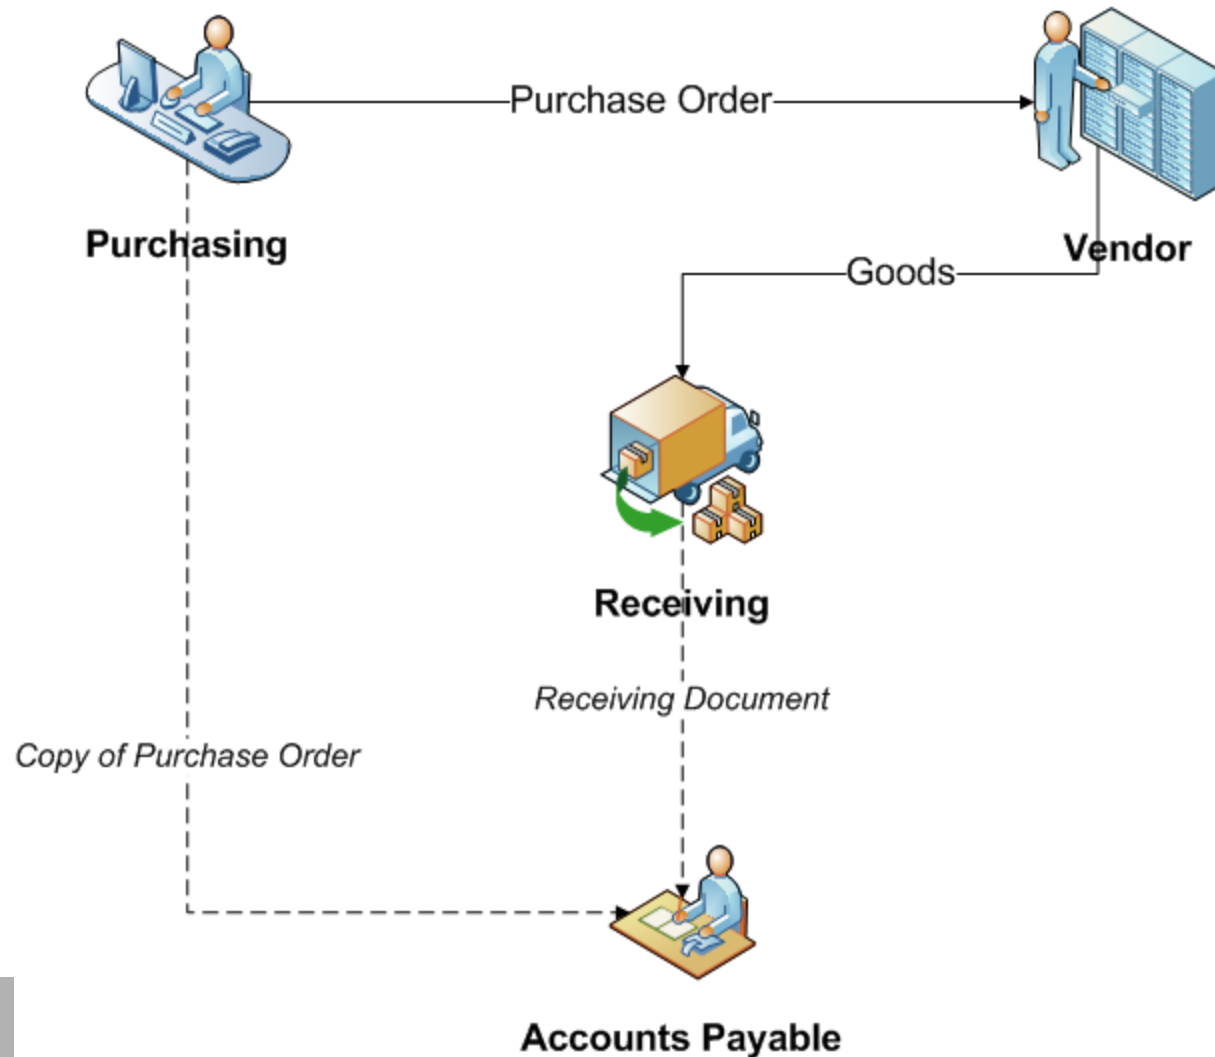 Purchase Order
Purchasing
Vendor
Goods
Receiving
Receiving Document
Copy of Purchase Order
Accounts Payable